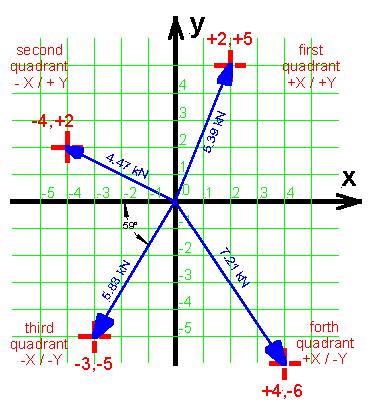 y
+2,+5
second
quadrant
- X / + Y
first
quadrant
+X / +Y
4
-4,+2
5.39 kN
2
4.47 kN
1
x
-5 -4 -3 -2
0 1 2 3 4
59°
-1
-2
-3
-4
-5
5.83 kN
7.21 kN
third
quadrant
-X / -Y
-3,-5
forth
quadrant
+X / -Y
+4,-6